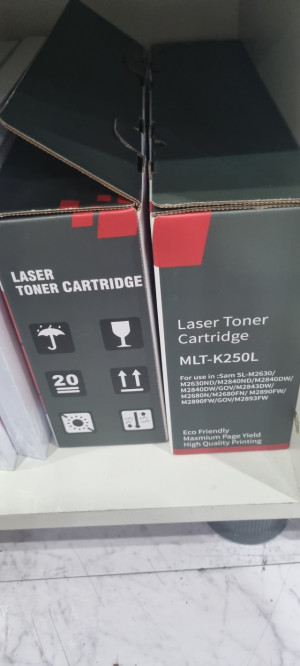 LASER
TONER CARTRIDGE
20
Laser Toner
Cartridge
MLT-K250L
For use in :Sam SL-M2630/
M2630ND/M2840ND/M2840DW/
M2840DW/GOV/M2843DW/
M2680N/M2680FN/ M2890FW/
M2890FW/GOV/M2893FW
Eco Friendly
Maxmium Page Yield
High Quality Printing